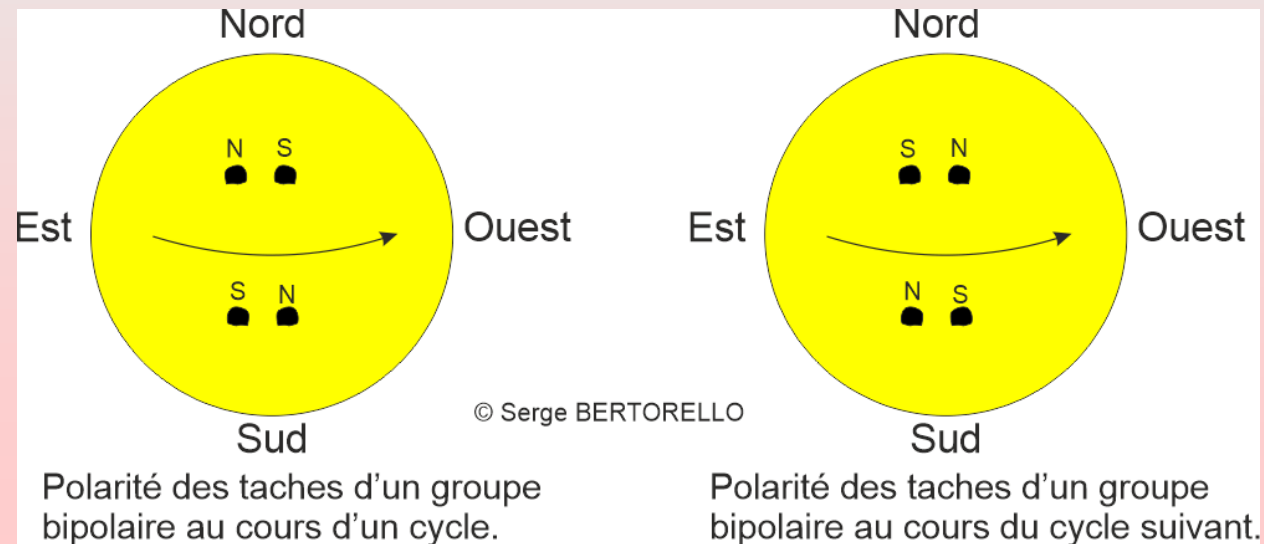 Nord
N S
Est
Ouest
S N
Sud
Polarité des taches d'un groupe
bipolaire au cours d'un cycle.
Nord
S N
Est
Ouest
N S
Sud
Polarité des taches d'un groupe
bipolaire au cours du cycle suivant.
© Serge BERTORELLO